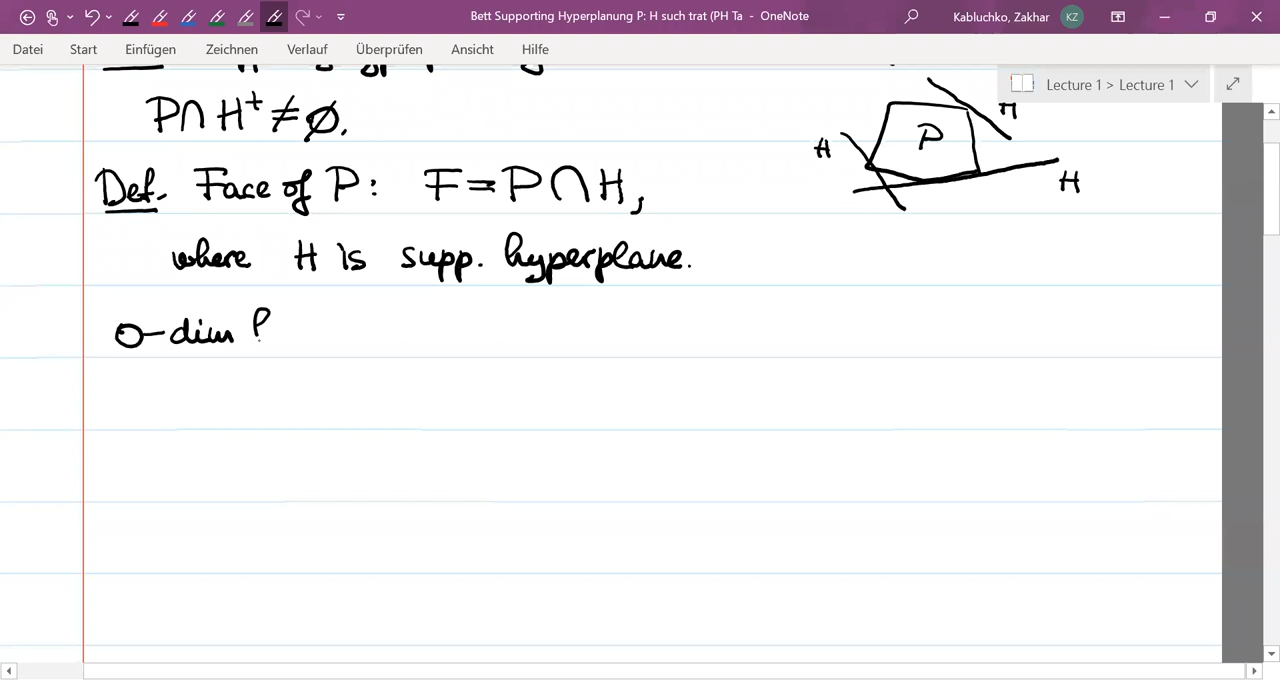 Bett Supporting Hyperplanung P: H such trat (PH Ta - OneNote
Kabluchko, Zakhar
KZ
Datei Start Einfügen Zeichnen Verlauf Überprüfen Ansicht Hilfe
Lecture 1 > Lecture 1
P∩H⁺≠∅.
H
P
H
H
Def. Face of P: F=P∩H,
where H is supp. hyperplane.
0-dim P